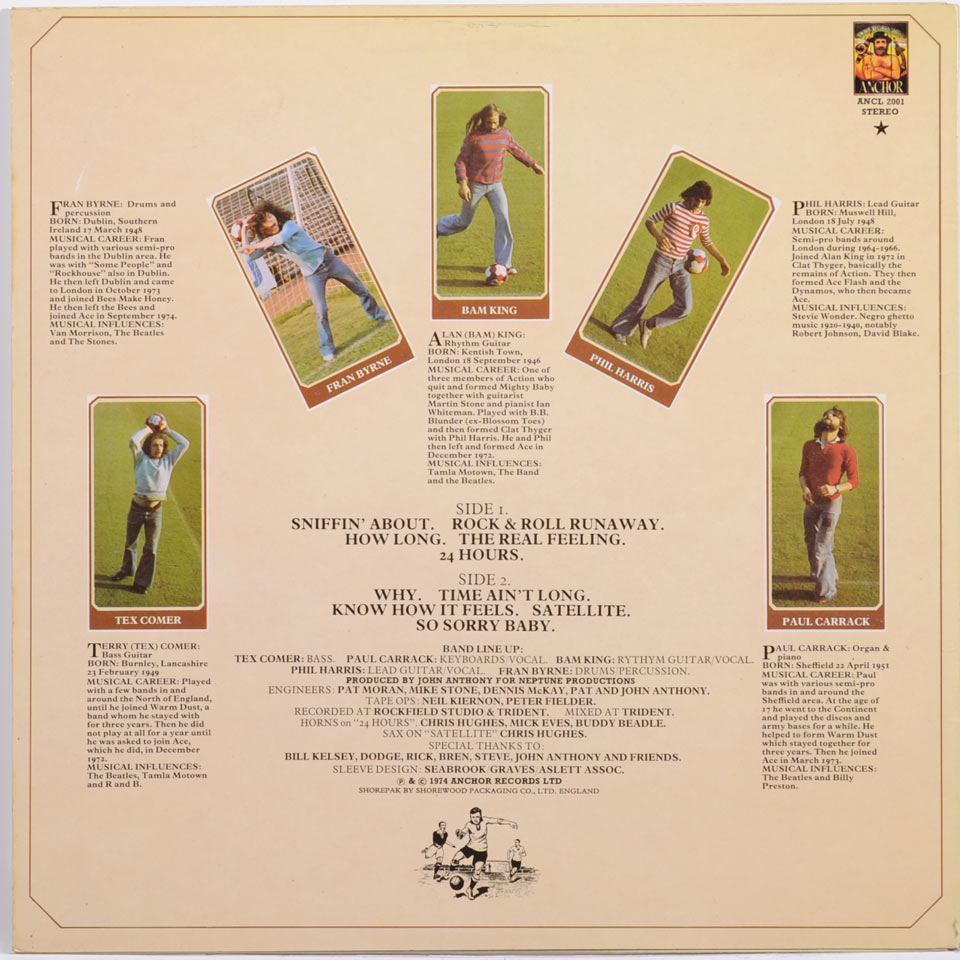 ANCHOR
ANCL 2001
STEREO
FRAN BYRNE: Drums and
percussion
BORN: Dublin, Southern
Ireland 17 March 1948
MUSICAL CAREER: Fran
played with various semi-pro
bands in the Dublin area. He
was with "Some People" and
"Rockhouse" also in Dublin.
He then left Dublin and came
to London in October 1973
and joined Bees Make Honey.
He then left the Bees and
joined Ace in September 1974.
MUSICAL INFLUENCES:
Van Morrison, The Beatles
and The Stones.
FRAN BYRNE
BAM KING
ALAN (BAM) KING:
Rhythm Guitar
BORN: Kentish Town,
London 18 September 1946
MUSICAL CAREER: One of
three members of Action who
quit and formed Mighty Baby
together with guitarist
Martin Stone and pianist Ian
Whiteman. Played with B.B.
Blunder (ex-Blossom Toes)
and then formed Clat Thyger
with Phil Harris. He and Phil
then left and formed Ace in
December 1972.
MUSICAL INFLUENCES:
Tamla Motown, The Band
and the Beatles.
PHIL HARRIS
PHIL HARRIS: Lead Guitar
BORN: Muswell Hill,
London 18 July 1948
MUSICAL CAREER:
Semi-pro bands around
London during 1964-1966.
Joined Alan King in 1972 in
Clat Thyger, basically the
remains of Action. They then
formed Ace Flash and the
Dynamos, who then became
Ace.
MUSICAL INFLUENCES:
Stevie Wonder. Negro ghetto
music 1920-1940, notably
Robert Johnson, David Blake.
TEX COMER
TERRY (TEX) COMER:
Bass Guitar
BORN: Burnley, Lancashire
23 February 1949
MUSICAL CAREER: Played
with a few bands in and
around the North of England,
until he joined Warm Dust, a
band whom he stayed with
for three years. Then he did
not play at all for a year until
he was asked to join Ace,
which he did, in December
1972.
MUSICAL INFLUENCES:
The Beatles, Tamla Motown
and R and B.
SIDE 1.
SNIFFIN' ABOUT. ROCK & ROLL RUNAWAY.
HOW LONG. THE REAL FEELING.
24 HOURS.
SIDE 2.
WHY. TIME AIN'T LONG.
KNOW HOW IT FEELS. SATELLITE.
SO SORRY BABY.
BAND LINE UP:
TEX COMER: BASS. PAUL CARRACK: KEYBOARDS/VOCAL. BAM KING: RYTHYM GUITAR/VOCAL.
PHIL HARRIS: LEAD GUITAR/VOCAL. FRAN BYRNE: DRUMS/PERCUSSION.
PRODUCED BY JOHN ANTHONY FOR NEPTUNE PRODUCTIONS
ENGINEERS: PAT MORAN, MIKE STONE, DENNIS McKAY, PAT AND JOHN ANTHONY.
TAPE OPS: NEIL KIERNON, PETER FIELDER.
RECORDED AT ROCKFIELD STUDIO & TRIDENT. MIXED AT TRIDENT.
HORNS on "24 HOURS". CHRIS HUGHES, MICK EVES, BUDDY BEADLE.
SAX ON "SATELLITE" CHRIS HUGHES.
SPECIAL THANKS TO:
BILL KELSEY, DODGE, RICK, BREN, STEVE, JOHN ANTHONY AND FRIENDS.
SLEEVE DESIGN: SEABROOK/GRAVES/ASLETT ASSOC.
℗ & © 1974 ANCHOR RECORDS LTD
SHOREPAK BY SHOREWOOD PACKAGING CO., LTD. ENGLAND
PAUL CARRACK
PAUL CARRACK: Organ &
piano
BORN: Sheffield 22 April 1951
MUSICAL CAREER: Paul
was with various semi-pro
bands in and around the
Sheffield area. At the age of
17 he went to the Continent
and played the discos and
army bases for a while. He
helped to form Warm Dust
which stayed together for
three years. Then he joined
Ace in March 1973.
MUSICAL INFLUENCES:
The Beatles and Billy
Preston.